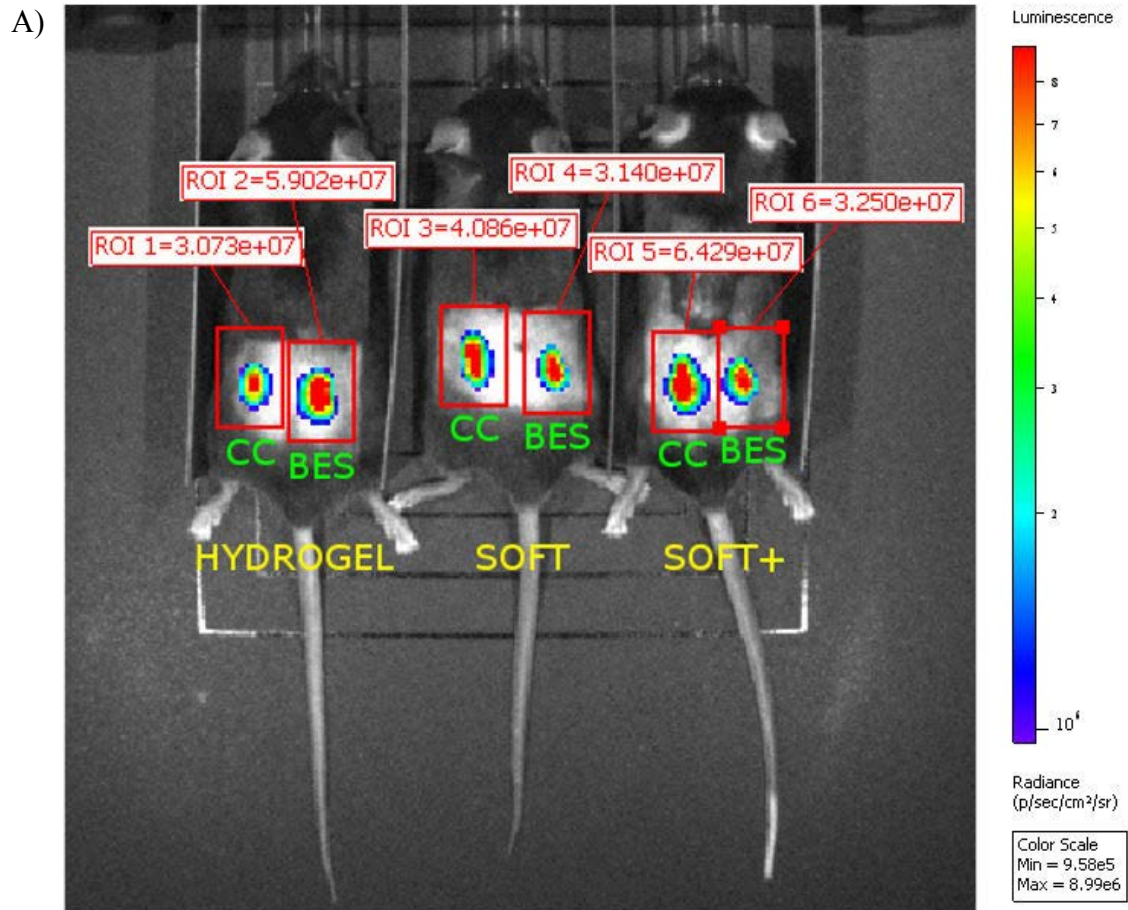 A)
ROI 2=5.902e+07
ROI 4=3.140e+07
ROI 6=3.250e+07
ROI 1=3.073e+07
ROI 3=4.086e+07
ROI 5=6.429e+07
CC
BES
CC
BES
CC
BES
HYDROGEL
SOFT
SOFT+
Luminescence
8
7
6
5
4
3
2
10⁶
Radiance
(p/sec/cm²/sr)
Color Scale
Min = 9.58e5
Max = 8.99e6